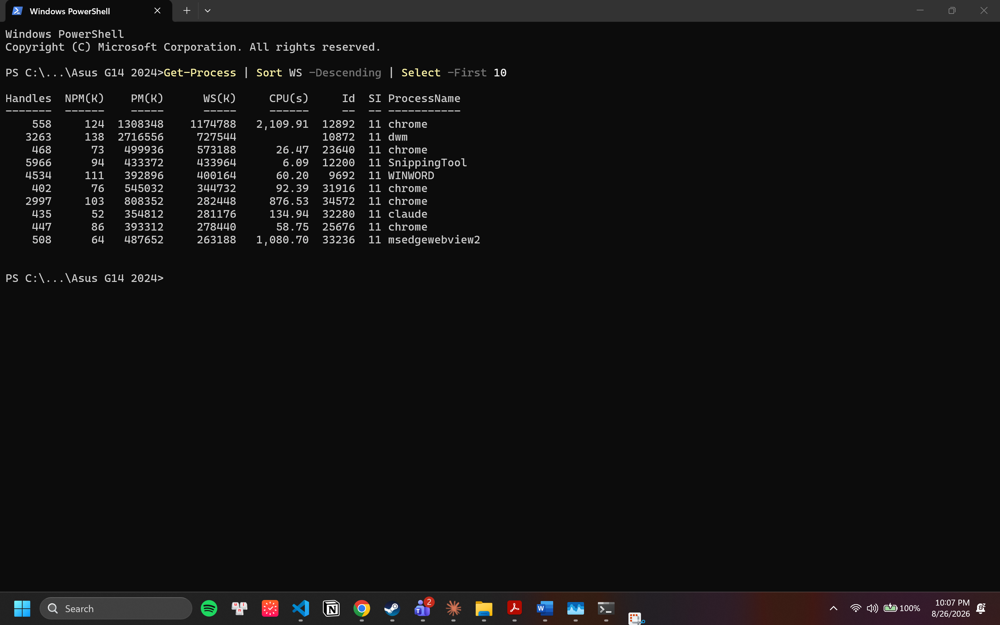 Windows PowerShell
Windows PowerShell
Copyright (C) Microsoft Corporation. All rights reserved.
PS C:\...\Asus G14 2024>Get-Process | Sort WS -Descending | Select -First 10
Handles  NPM(K)    PM(K)      WS(K)     CPU(s)     Id  SI ProcessName
-------  ------    -----      -----     ------     --  -- -----------
    558     124  1308348    1174788   2,109.91  12892  11 chrome
   3263     138  2716556     727544             10872  11 dwm
    468      73   499936     573188      26.47  23640  11 chrome
   5966      94   433372     433964       6.09  12200  11 SnippingTool
   4534     111   392896     400164      60.20   9692  11 WINWORD
    402      76   545032     344732      92.39  31916  11 chrome
   2997     103   808352     282448     876.53  34572  11 chrome
    435      52   354812     281176     134.94  32280  11 claude
    447      86   393312     278440      58.75  25676  11 chrome
    508      64   487652     263188   1,080.70  33236  11 msedgewebview2
PS C:\...\Asus G14 2024>
Search
u n i
N
T
2
W
100%
10:07 PM
8/26/2026